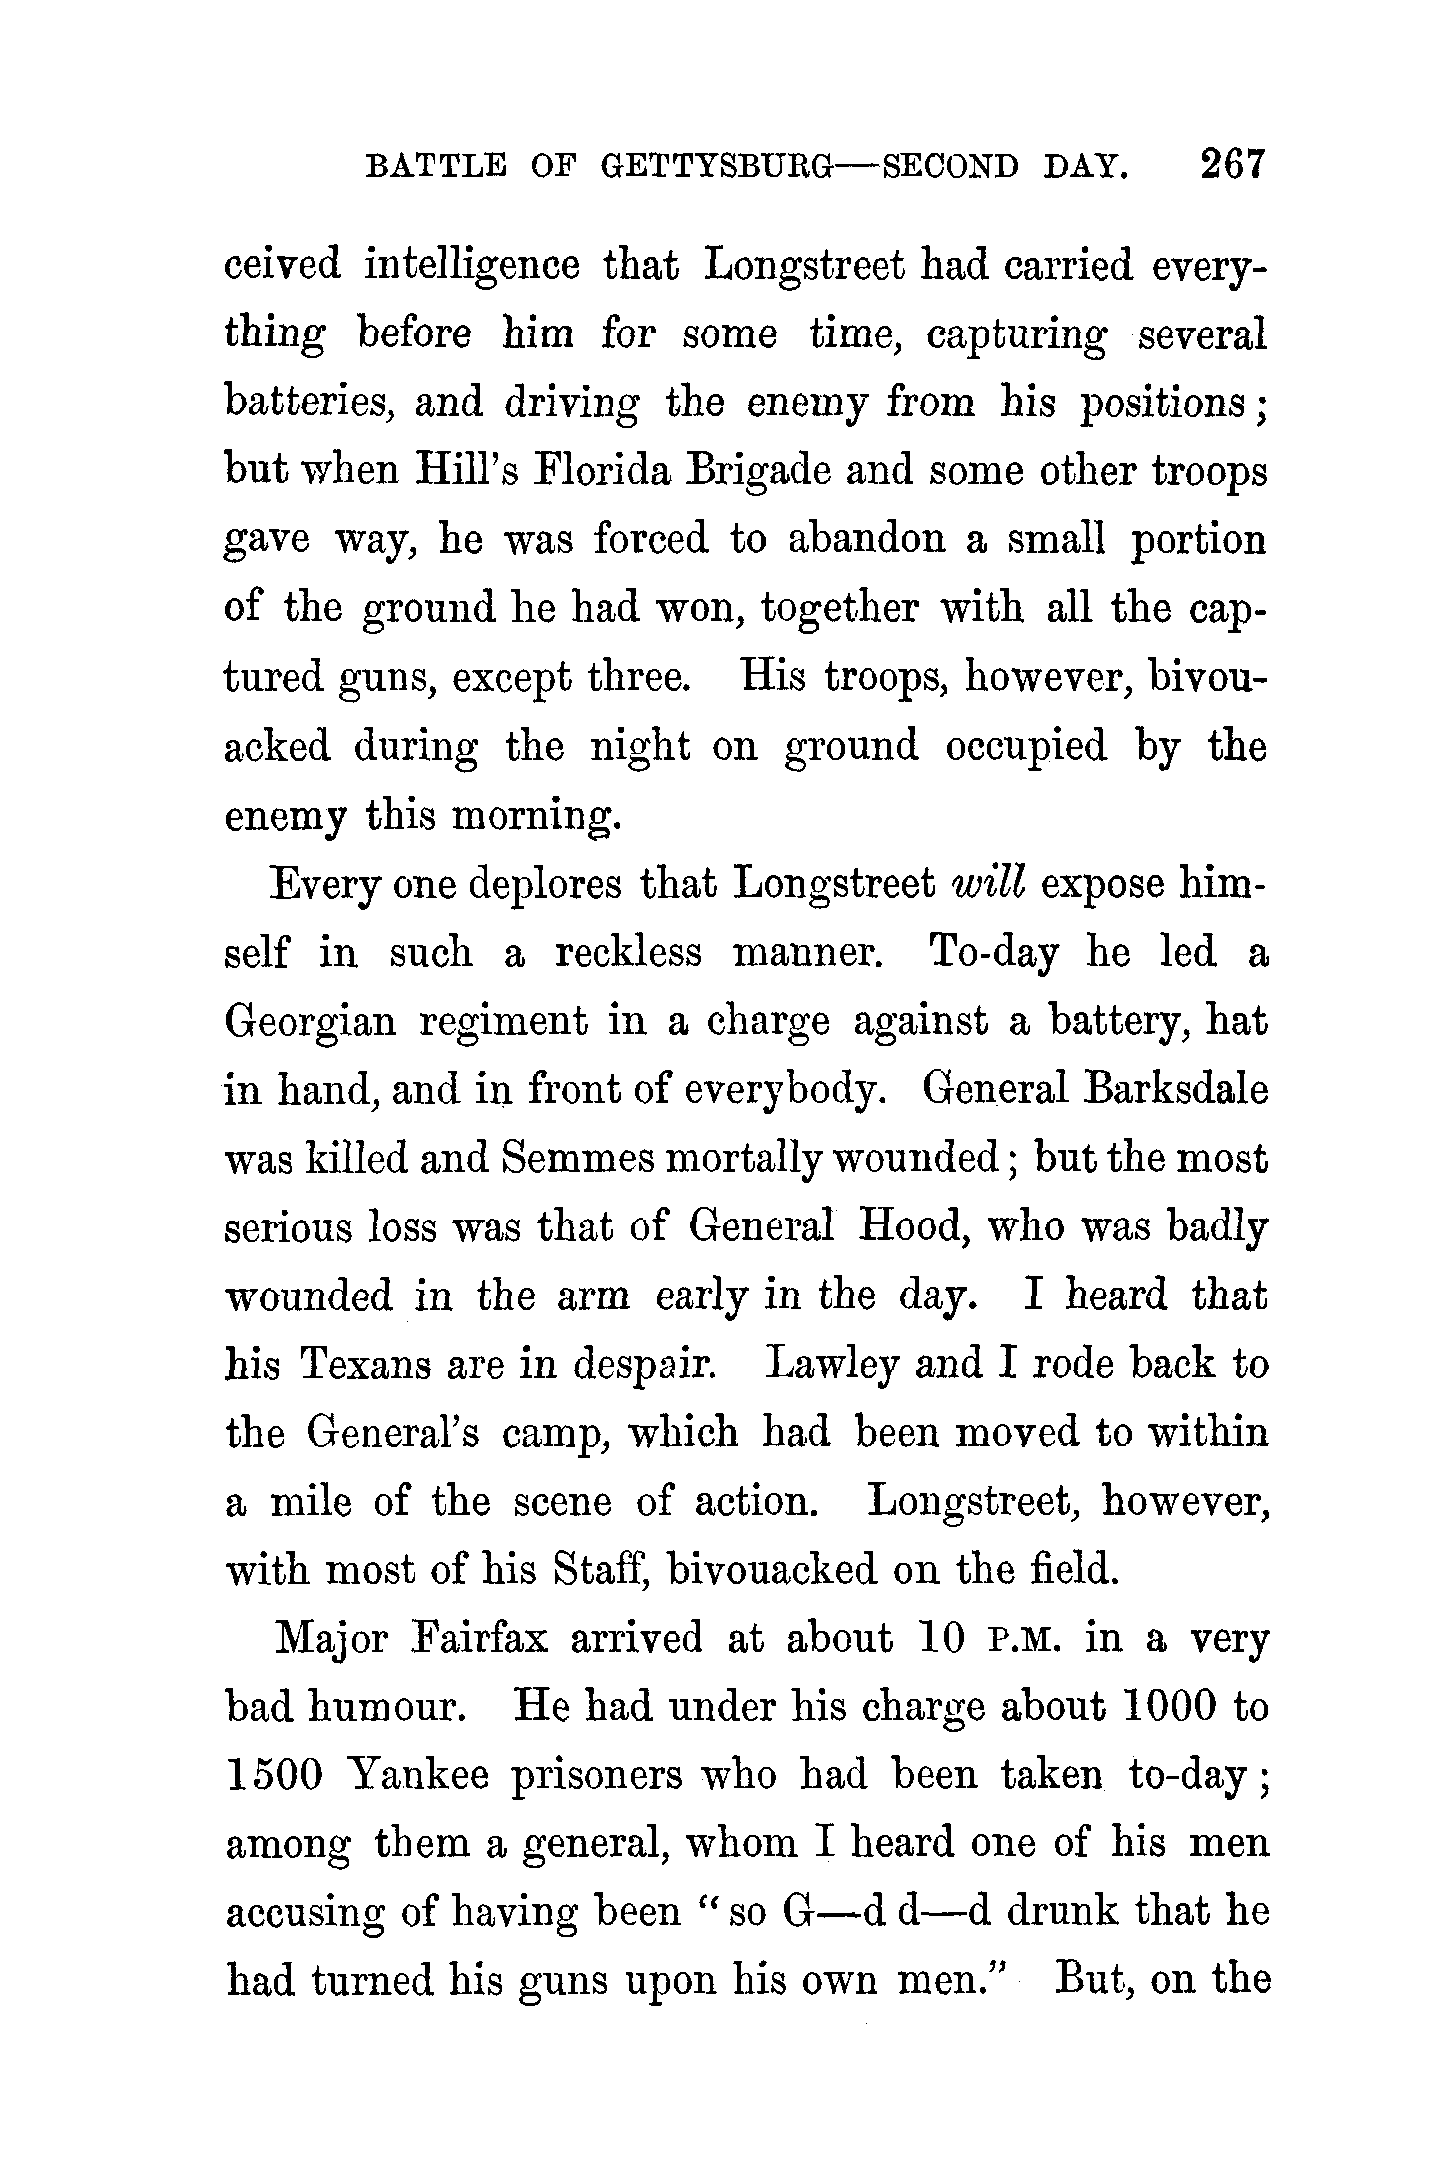 BATTLE OF GETTYSBURG—SECOND DAY. 267
ceived intelligence that Longstreet had carried every-
thing before him for some time, capturing several
batteries, and driving the enemy from his positions;
but when Hill's Florida Brigade and some other troops
gave way, he was forced to abandon a small portion
of the ground he had won, together with all the cap-
tured guns, except three. His troops, however, bivou-
acked during the night on ground occupied by the
enemy this morning.
Every one deplores that Longstreet will expose him-
self in such a reckless manner. To-day he led a
Georgian regiment in a charge against a battery, hat
in hand, and in front of everybody. General Barksdale
was killed and Semmes mortally wounded; but the most
serious loss was that of General Hood, who was badly
wounded in the arm early in the day. I heard that
his Texans are in despair. Lawley and I rode back to
the General's camp, which had been moved to within
a mile of the scene of action. Longstreet, however,
with most of his Staff, bivouacked on the field.
Major Fairfax arrived at about 10 P.M. in a very
bad humour. He had under his charge about 1000 to
1500 Yankee prisoners who had been taken to-day;
among them a general, whom I heard one of his men
accusing of having been "so G—d d—d drunk that he
had turned his guns upon his own men." But, on the